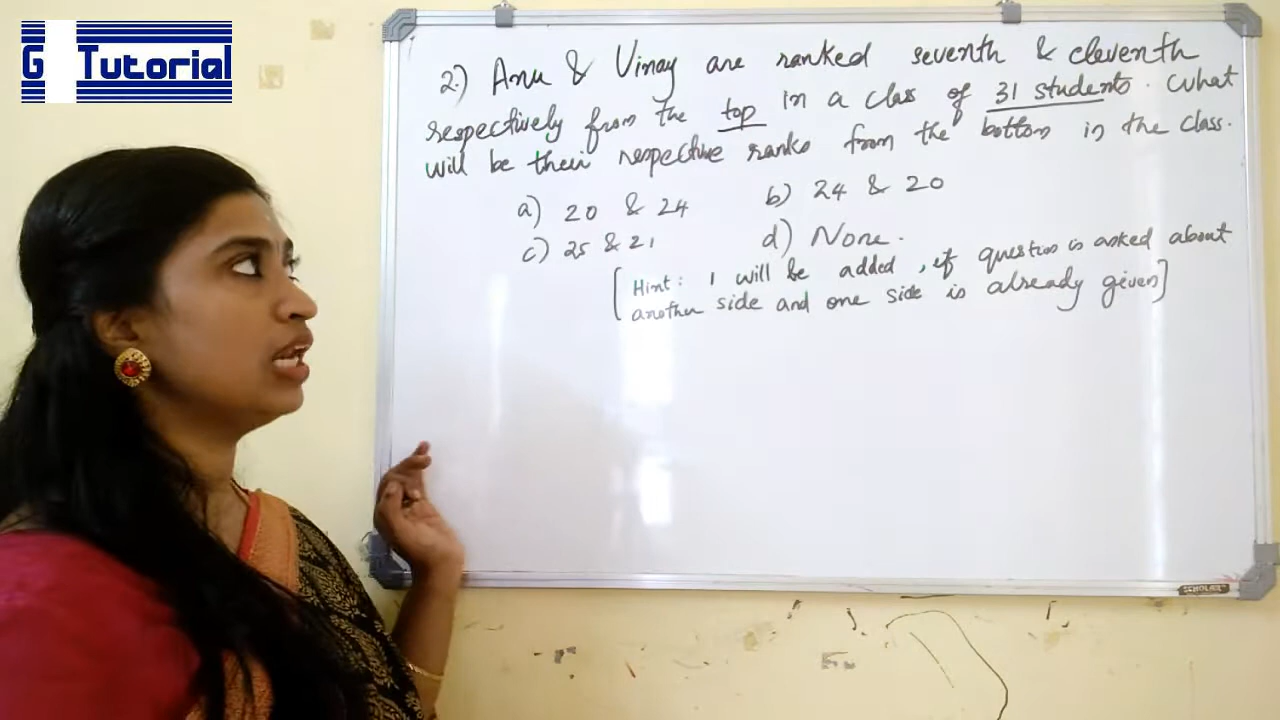 G Tutorial
2.) Anu & Vinay are ranked seventh & eleventh
respectively from the top in a class of 31 students. What
will be their respective ranks from the bottom in the class.
a) 20 & 24 b) 24 & 20
c) 25 & 21 d) None.
[Hint: 1 will be added, if question is asked about
another side and one side is already given]
SCHOLAR